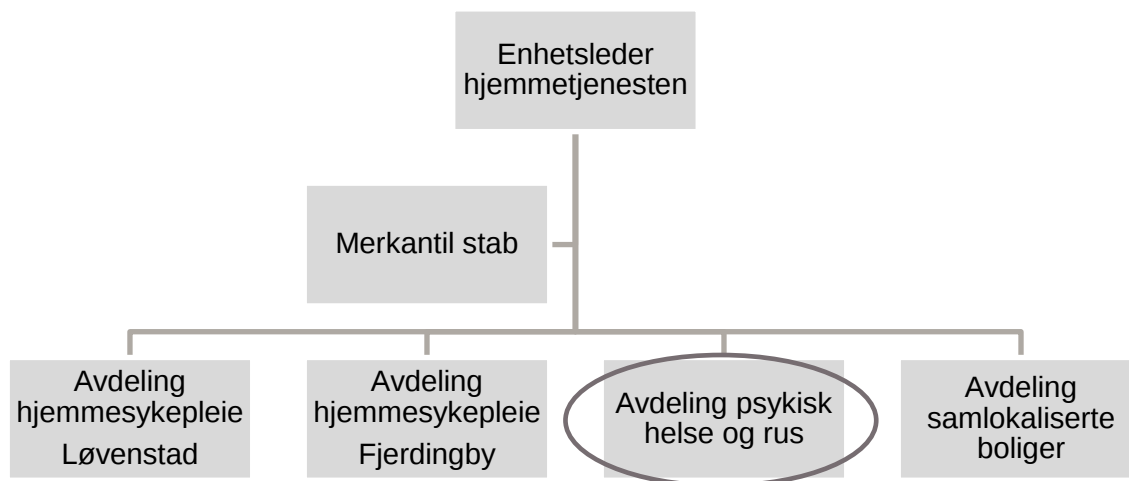 Enhetsleder
hjemmetjenesten
Merkantil stab
Avdeling
hjemmesykepleie
Løvenstad
Avdeling
hjemmesykepleie
Fjerdingby
Avdeling psykisk
helse og rus
Avdeling
samlokaliserte
boliger